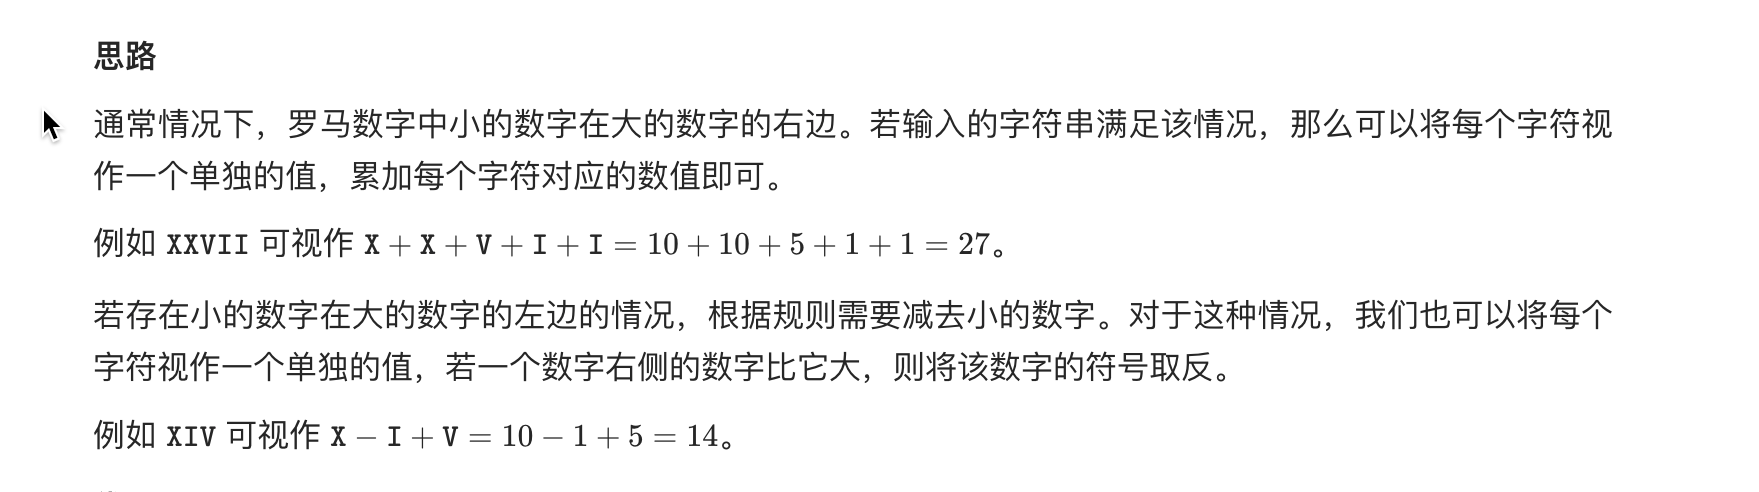 思路
通常情况下，罗马数字中小的数字在大的数字的右边。若输入的字符串满足该情况，那么可以将每个字符视
作一个单独的值，累加每个字符对应的数值即可。
例如 XXVII 可视作 X + X + V + I + I = 10 + 10 + 5 + 1 + 1 = 27。
若存在小的数字在大的数字的左边的情况，根据规则需要减去小的数字。对于这种情况，我们也可以将每个
字符视作一个单独的值，若一个数字右侧的数字比它大，则将该数字的符号取反。
例如 XIV 可视作 X − I + V = 10 − 1 + 5 = 14。